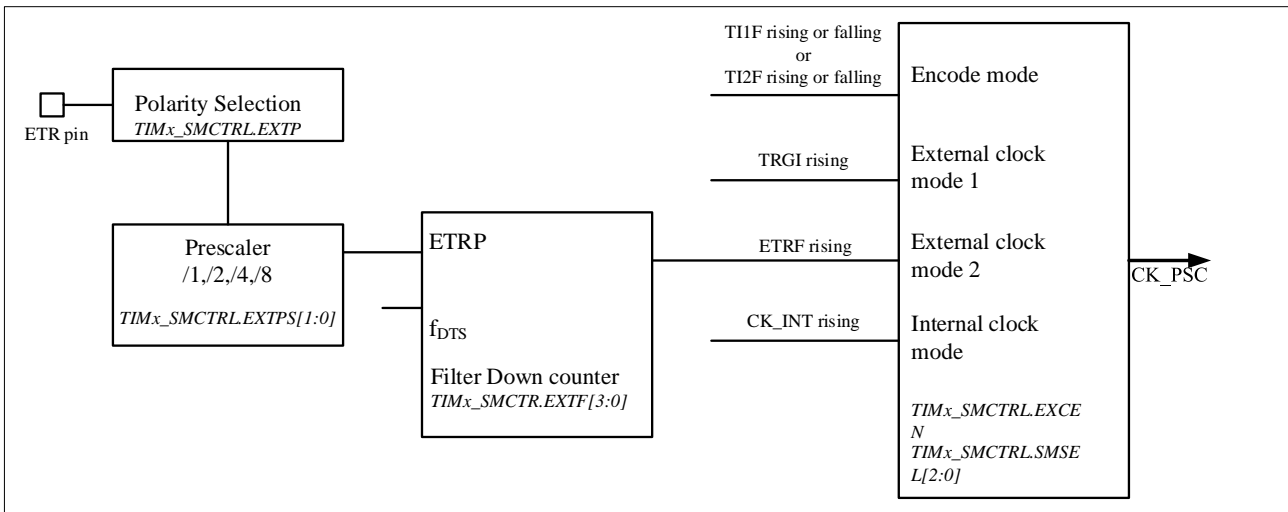 TI1F rising or falling
or
TI2F rising or falling
Encode mode
Polarity Selection
TIMx_SMCTRL.EXTP
ETR pin
TRGI rising
External clock
mode 1
Prescaler
/1,/2,/4,/8
TIMx_SMCTRL.EXTPS[1:0]
ETRP
fDTS
Filter Down counter
TIMx_SMCTR.EXTF[3:0]
ETRF rising
External clock
mode 2
CK_PSC
CK_INT rising
Internal clock
mode
TIMx_SMCTRL.EXCE
N
TIMx_SMCTRL.SMSE
L[2:0]